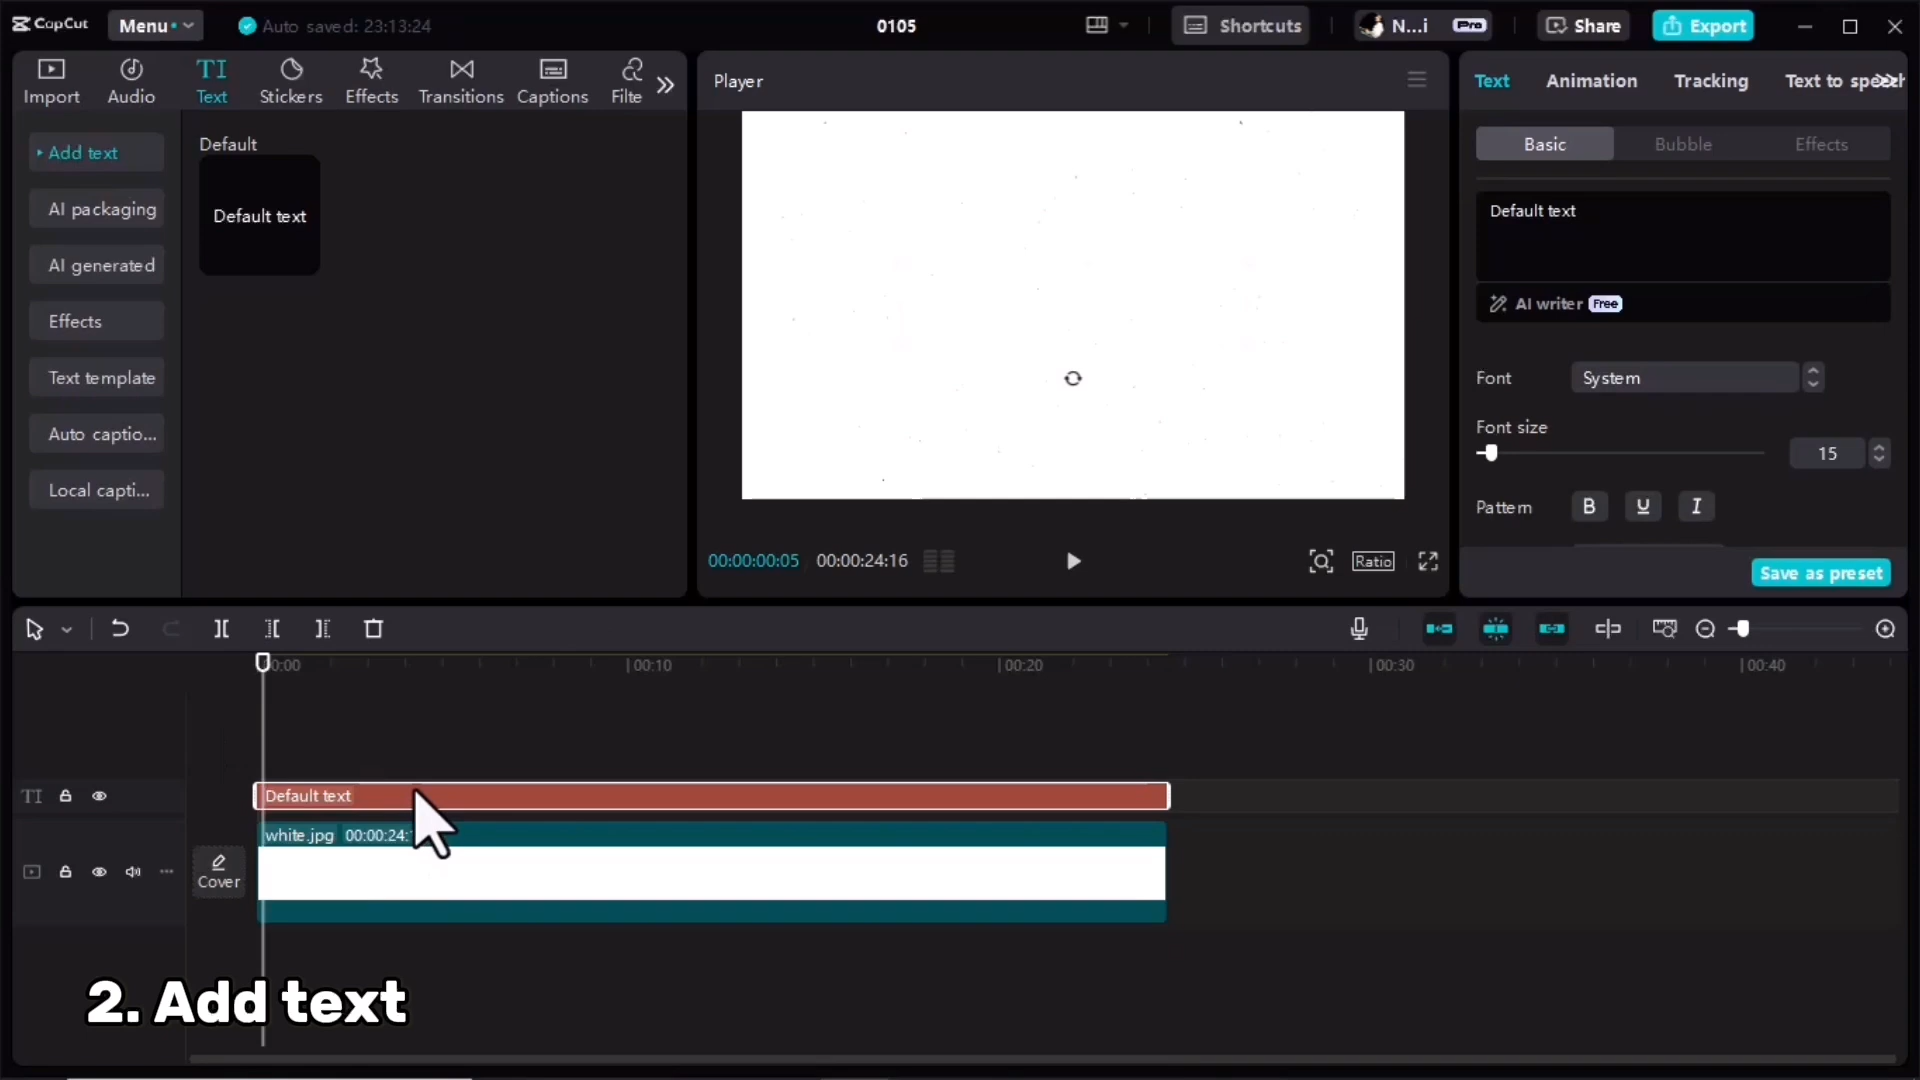 CapCut
Menu
Auto saved: 23:13:24
0105
Shortcuts
N...i
Pro
Share
Export
Import
Audio
TI
Text
Stickers
Effects
Transitions
Captions
Filte
Add text
AI packaging
AI generated
Effects
Text template
Auto captio...
Local capti...
Default
Default text
Player
00:00:00:05
00:00:24:16
Ratio
Text
Animation
Tracking
Text to speech
Basic
Bubble
Effects
Default text
AI writer
Free
Font
System
Font size
15
Pattern
B
U
I
Save as preset
00:00
00:10
00:20
00:30
00:40
TI
Default text
white.jpg 00:00:24:
Cover
2. Add text